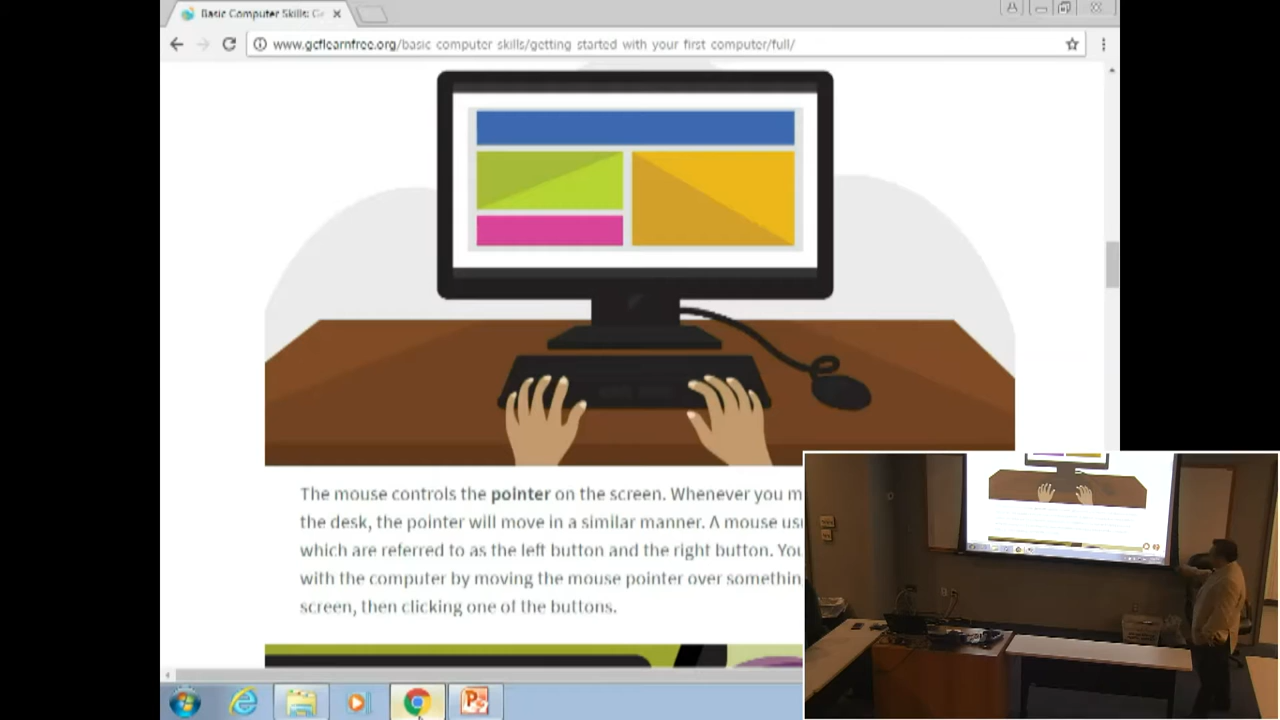 Basic Computer Skills: Ge
www.gcflearnfree.org/basic computer skills/getting started with your first computer/full/
The mouse controls the pointer on the screen. Whenever you m
the desk, the pointer will move in a similar manner. A mouse usu
which are referred to as the left button and the right button. You
with the computer by moving the mouse pointer over somethin
screen, then clicking one of the buttons.